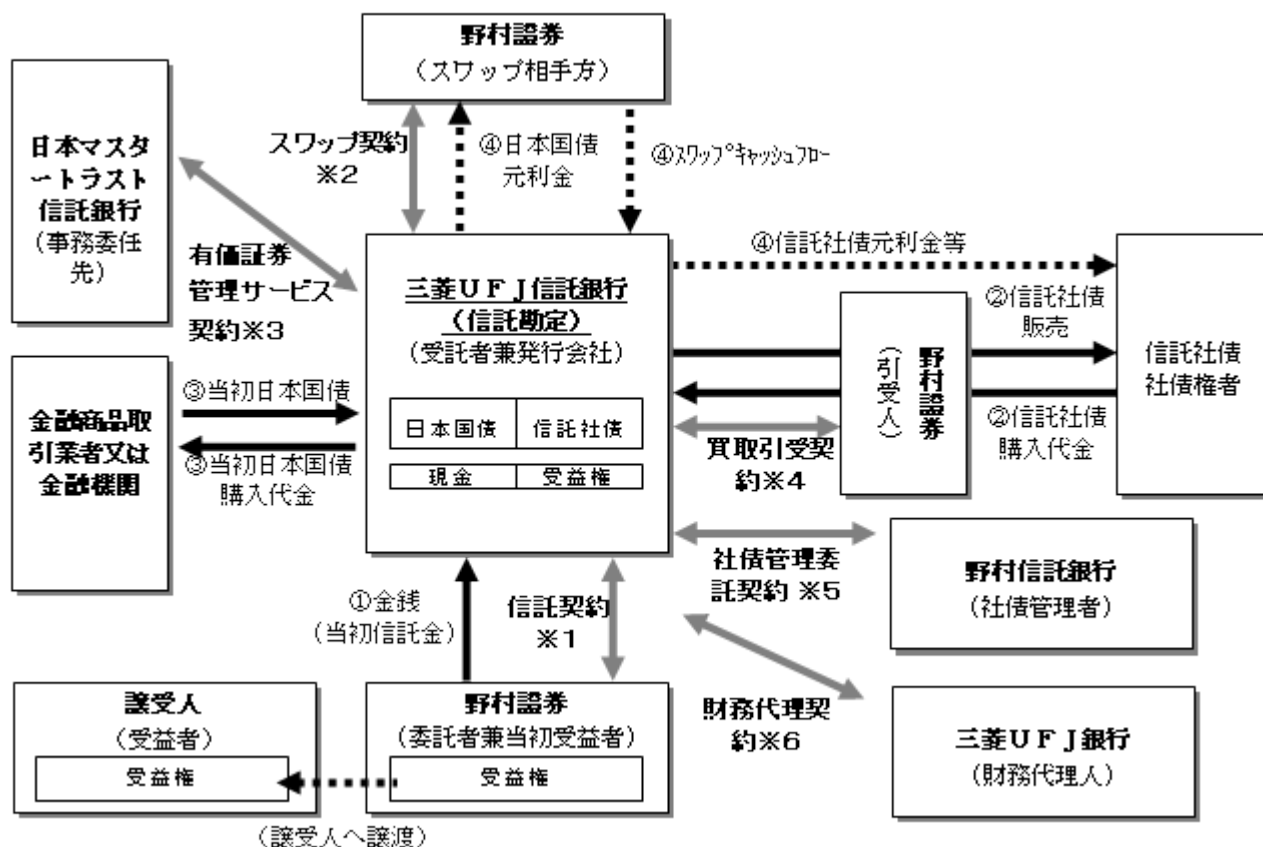 野村證券
（スワップ相手方）
日本マスタ
ートラスト
信託銀行
（事務委任
先）
スワップ契約
※2
④日本国債
元利金
④ｽﾜｯﾌﾟｷｬｯｼｭﾌﾛｰ
有価証券
管理サービス
契約※3
三菱ＵＦＪ信託銀行
（信託勘定）
（受託者兼発行会社）
日本国債
信託社債
現金
受益権
④信託社債元利金等
②信託社債
販売
野村證券
（引受人）
信託社債
社債権者
②信託社債
購入代金
買取引受契
約※4
金融商品取
引業者又は
金融機関
③当初日本国債
③当初日本国債
購入代金
社債管理委
託契約 ※5
野村信託銀行
（社債管理者）
①金銭
（当初信託金）
信託契約
※1
財務代理契
約※6
三菱ＵＦＪ銀行
（財務代理人）
譲受人
（受益者）
受益権
野村證券
（委託者兼当初受益者）
受益権
（譲受人へ譲渡）